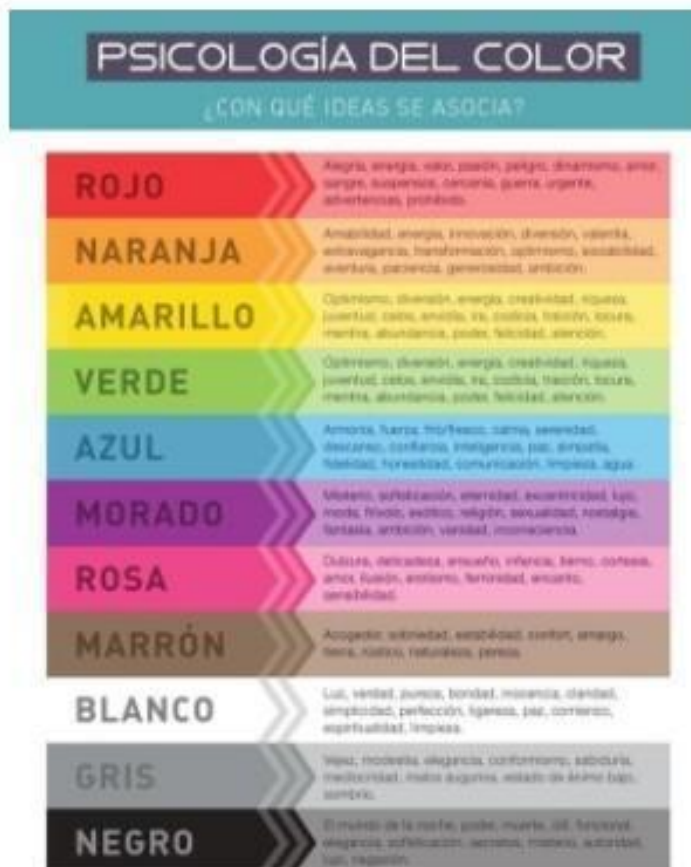 PSICOLOGÍA DEL COLOR
¿CON QUÉ IDEAS SE ASOCIA?
ROJO
Alegría, energía, valor, pasión, peligro, dinamismo, amor,
sangre, suspensos, cercanía, guerra, urgente,
advertencias, prohibido.
NARANJA
Amabilidad, energía, innovación, diversión, valentía,
extravagancia, transformación, optimismo, sociabilidad,
aventura, paciencia, generosidad, ambición.
AMARILLO
Optimismo, diversión, energía, creatividad, riqueza,
juventud, celos, envidia, ira, codicia, traición, locura,
mentira, abundancia, poder, felicidad, atención.
VERDE
Optimismo, diversión, energía, creatividad, riqueza,
juventud, celos, envidia, ira, codicia, traición, locura,
mentira, abundancia, poder, felicidad, atención.
AZUL
Armonía, fuerza, frío/fresco, calma, serenidad,
descanso, confianza, inteligencia, paz, simpatía,
fidelidad, honestidad, comunicación, limpieza, agua.
MORADO
Misterio, sofisticación, eternidad, excentricidad, lujo,
moda, frívolo, exótico, religión, sexualidad, nostalgia,
fantasía, ambición, vanidad, inconsciencia.
ROSA
Dulzura, delicadeza, ensueño, infancia, tierno, cortesía,
amor, ilusión, erotismo, feminidad, encanto,
sensibilidad.
MARRÓN
Acogedor, sobriedad, estabilidad, confort, amargo,
tierra, rústico, naturaleza, pereza.
BLANCO
Luz, verdad, pureza, bondad, inocencia, claridad,
simplicidad, perfección, ligereza, paz, comienzo,
espiritualidad, limpieza.
GRIS
Vejez, modestia, elegancia, conformismo, sabiduría,
mediocridad, malos augurios, estado de ánimo bajo,
sombrío.
NEGRO
El mundo de la noche, poder, muerte, funcional,
elegancia, sofisticación, secretos, misterio, autoridad,
lujo, negación.